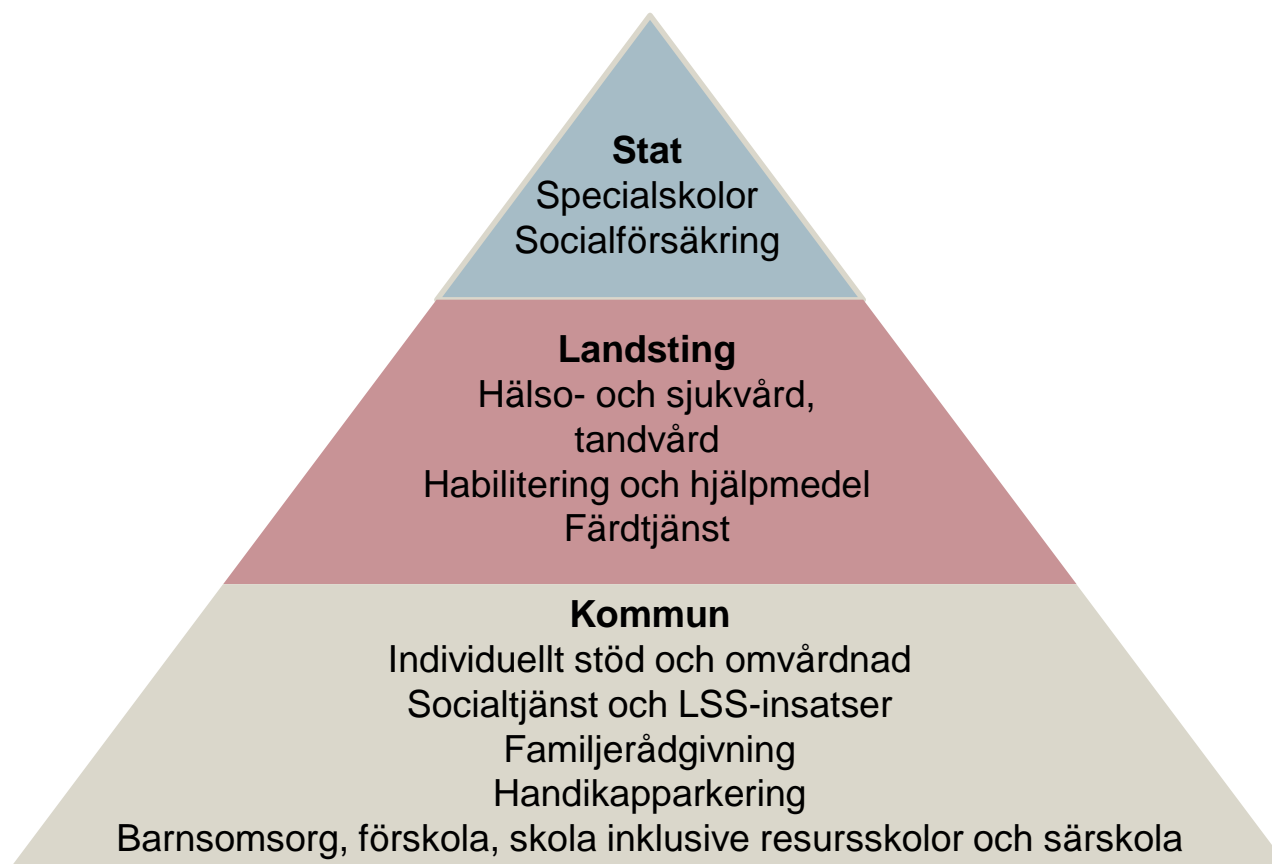 Stat
Specialskolor
Socialförsäkring
Landsting
Hälso- och sjukvård,
tandvård
Habilitering och hjälpmedel
Färdtjänst
Kommun
Individuellt stöd och omvårdnad
Socialtjänst och LSS-insatser
Familjerådgivning
Handikapparkering
Barnsomsorg, förskola, skola inklusive resursskolor och särskola